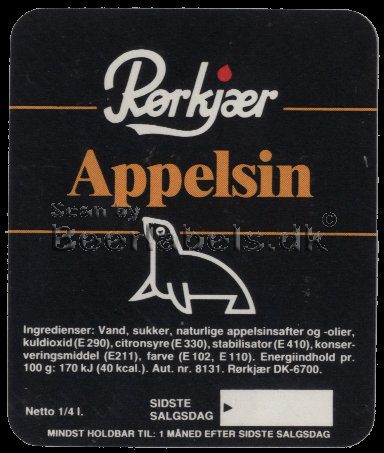 Rørkjær
Appelsin
Scan by
Beerlabels.dk ©
Ingredienser: Vand, sukker, naturlige appelsinsafter og -olier,
kuldioxid (E 290), citronsyre (E 330), stabilisator (E 410), konser-
veringsmiddel (E211), farve (E 102, E 110). Energiindhold pr.
100 g: 170 kJ (40 kcal.). Aut. nr. 8131. Rørkjær DK-6700.
Netto 1/4 l.
SIDSTE
SALGSDAG
MINDST HOLDBAR TIL: 1 MÅNED EFTER SIDSTE SALGSDAG